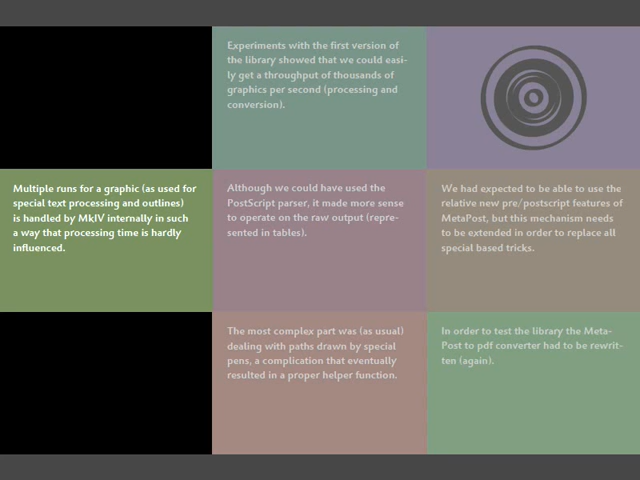 Experiments with the first version of
the library showed that we could easi-
ly get a throughput of thousands of
graphics per second (processing and
conversion).
Multiple runs for a graphic (as used for
special text processing and outlines)
is handled by MkIV internally in such
a way that processing time is hardly
influenced.
Although we could have used the
PostScript parser, it made more sense
to operate on the raw output (repre-
sented in tables).
We had expected to be able to use the
relative new pre/postscript features of
MetaPost, but this mechanism needs
to be extended in order to replace all
special based tricks.
The most complex part was (as usual)
dealing with paths drawn by special
pens, a complication that eventually
resulted in a proper helper function.
In order to test the library the Meta-
Post to pdf converter had to be rewrit-
ten (again).